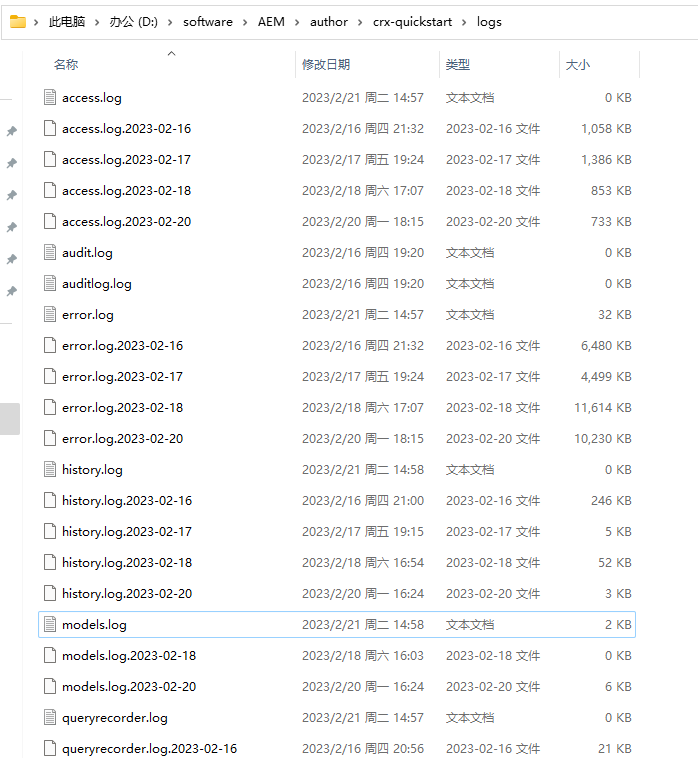 此电脑 › 办公 (D:) › software › AEM › author › crx-quickstart › logs
名称 修改日期 类型 大小
access.log 2023/2/21 周二 14:57 文本文档 0 KB
access.log.2023-02-16 2023/2/16 周四 21:32 2023-02-16 文件 1,058 KB
access.log.2023-02-17 2023/2/17 周五 19:24 2023-02-17 文件 1,386 KB
access.log.2023-02-18 2023/2/18 周六 17:07 2023-02-18 文件 853 KB
access.log.2023-02-20 2023/2/20 周一 18:15 2023-02-20 文件 733 KB
audit.log 2023/2/16 周四 19:20 文本文档 0 KB
auditlog.log 2023/2/16 周四 19:20 文本文档 0 KB
error.log 2023/2/21 周二 14:57 文本文档 32 KB
error.log.2023-02-16 2023/2/16 周四 21:32 2023-02-16 文件 6,480 KB
error.log.2023-02-17 2023/2/17 周五 19:24 2023-02-17 文件 4,499 KB
error.log.2023-02-18 2023/2/18 周六 17:07 2023-02-18 文件 11,614 KB
error.log.2023-02-20 2023/2/20 周一 18:15 2023-02-20 文件 10,230 KB
history.log 2023/2/21 周二 14:58 文本文档 0 KB
history.log.2023-02-16 2023/2/16 周四 21:00 2023-02-16 文件 246 KB
history.log.2023-02-17 2023/2/17 周五 19:15 2023-02-17 文件 5 KB
history.log.2023-02-18 2023/2/18 周六 16:54 2023-02-18 文件 52 KB
history.log.2023-02-20 2023/2/20 周一 16:24 2023-02-20 文件 3 KB
models.log 2023/2/21 周二 14:58 文本文档 2 KB
models.log.2023-02-18 2023/2/18 周六 16:03 2023-02-18 文件 0 KB
models.log.2023-02-20 2023/2/20 周一 16:24 2023-02-20 文件 6 KB
queryrecorder.log 2023/2/21 周二 14:57 文本文档 0 KB
queryrecorder.log.2023-02-16 2023/2/16 周四 20:56 2023-02-16 文件 21 KB